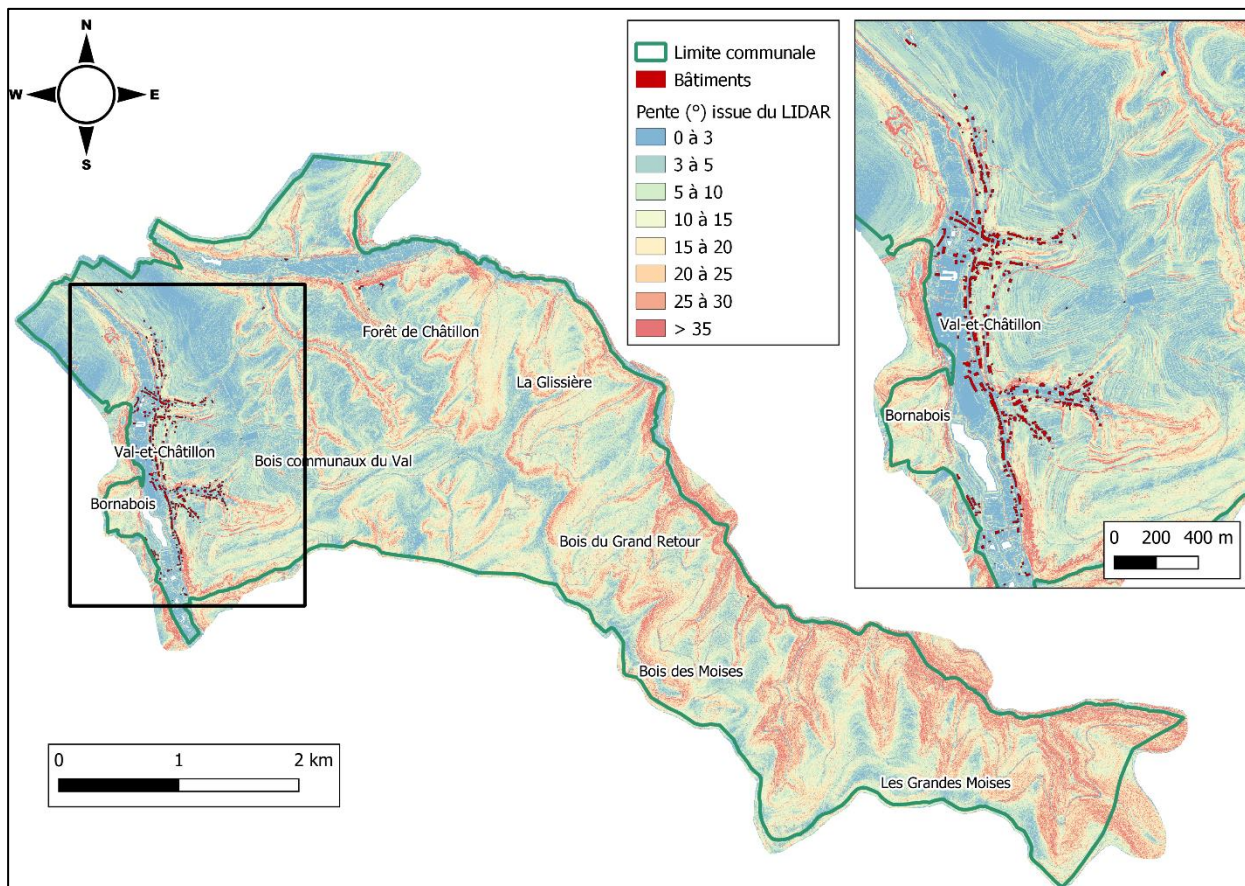 N
W
E
S
Limite communale
Bâtiments
Pente (°) issue du LIDAR
0 à 3
3 à 5
5 à 10
10 à 15
15 à 20
20 à 25
25 à 30
> 35
Forêt de Châtillon
La Glissière
Val-et-Châtillon
Bois communaux du Val
Bornabois
Bois du Grand Retour
Bois des Moises
Les Grandes Moises
0 1 2 km
Val-et-Châtillon
Bornabois
0 200 400 m